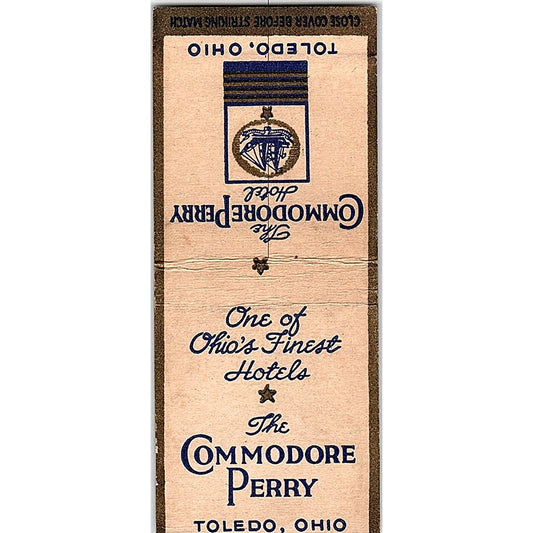 CLOSE COVER BEFORE STRIKING MATCH
TOLEDO, OHIO
The
COMMODORE PERRY
Hotel
One of
Ohio's Finest
Hotels
The
COMMODORE
PERRY
TOLEDO, OHIO